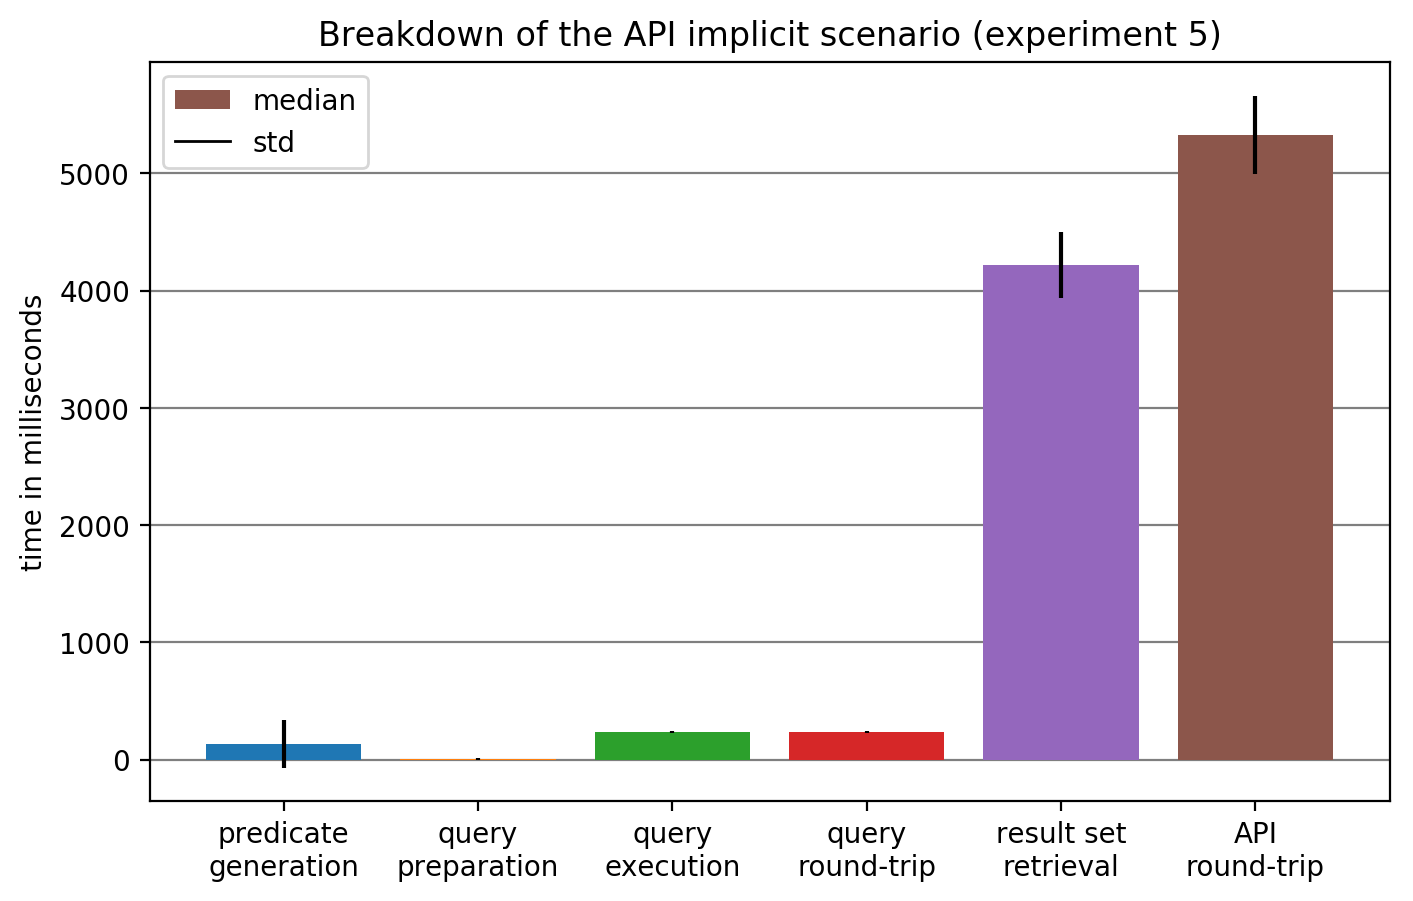 Breakdown of the API implicit scenario (experiment 5)
median
std
time in milliseconds
5000
4000
3000
2000
1000
0
predicate
generation
query
preparation
query
execution
query
round-trip
result set
retrieval
API
round-trip